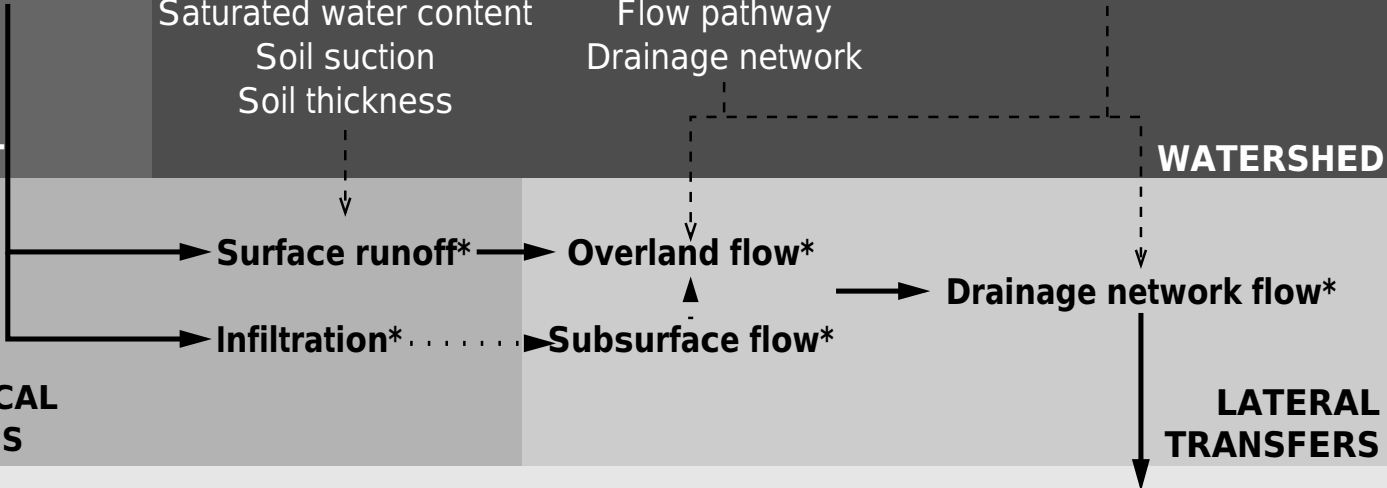 Saturated water content
Soil suction
Soil thickness
Flow pathway
Drainage network
WATERSHED
Surface runoff*
Overland flow*
Drainage network flow*
Infiltration*
Subsurface flow*
CAL
S
LATERAL
TRANSFERS